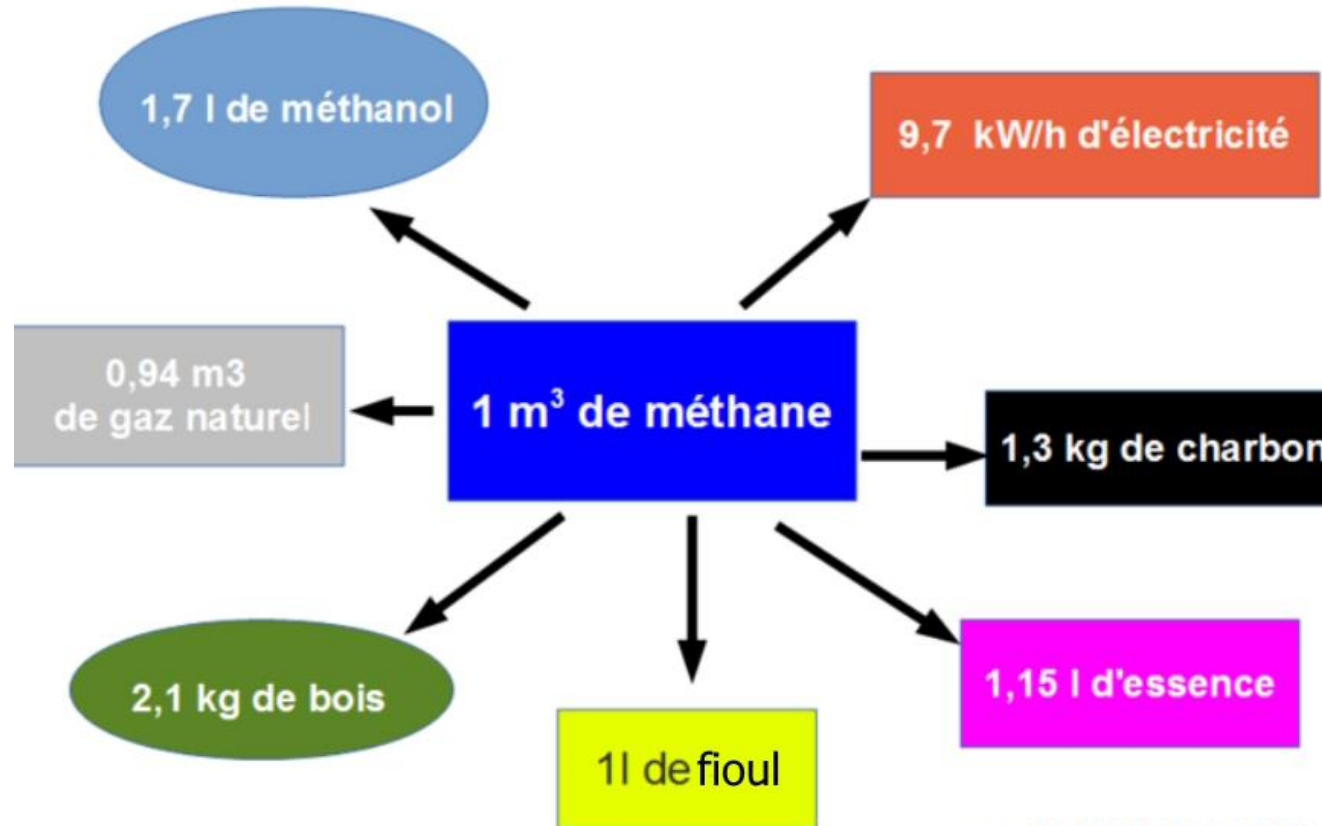 1,7 l de méthanol
9,7 kW/h d'électricité
0,94 m3
de gaz naturel
1 m³ de méthane
1,3 kg de charbon
2,1 kg de bois
1l de fioul
1,15 l d'essence